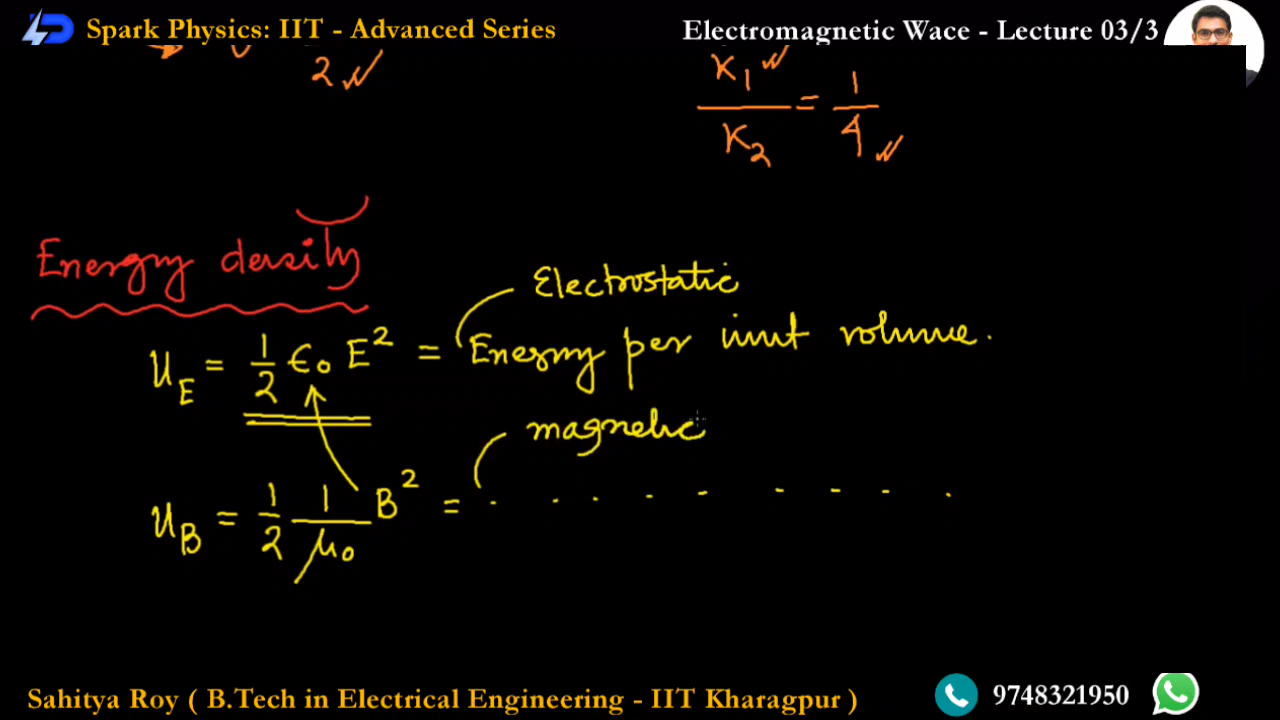 Spark Physics: IIT - Advanced Series
Electromagnetic Wace - Lecture 03/3
2
K1 / K2 = 1/4
Energy density
Electrostatic
u_E = 1/2 ϵ₀ E² = Energy per unit volume.
magnetic
u_B = 1/2 1/μ₀ B² = . . . . . . . . .
Sahitya Roy ( B.Tech in Electrical Engineering - IIT Kharagpur )
9748321950